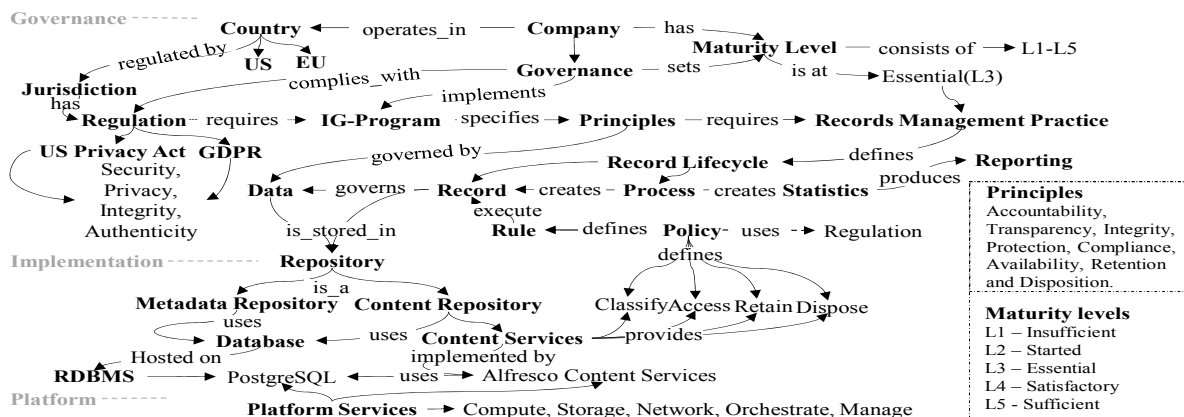 Governance
Country operates_in Company has
Maturity Level consists of L1-L5
regulated by US EU
Governance sets is at Essential(L3)
Jurisdiction complies_with
has implements
Regulation requires IG-Program specifies Principles requires Records Management Practice
US Privacy Act GDPR governed by Record Lifecycle defines Reporting
Security, produces
Privacy, Data governs Record creates Process creates Statistics
Integrity, execute
Authenticity is_stored_in Rule defines Policy uses Regulation
Implementation Repository defines
is_a
Metadata Repository Content Repository Classify Access Retain Dispose
uses Database uses Content Services provides
Hosted on implemented by
RDBMS PostgreSQL uses Alfresco Content Services
Platform
Platform Services Compute, Storage, Network, Orchestrate, Manage
Principles
Accountability,
Transparency, Integrity,
Protection, Compliance,
Availability, Retention
and Disposition.
Maturity levels
L1 – Insufficient
L2 – Started
L3 – Essential
L4 – Satisfactory
L5 - Sufficient